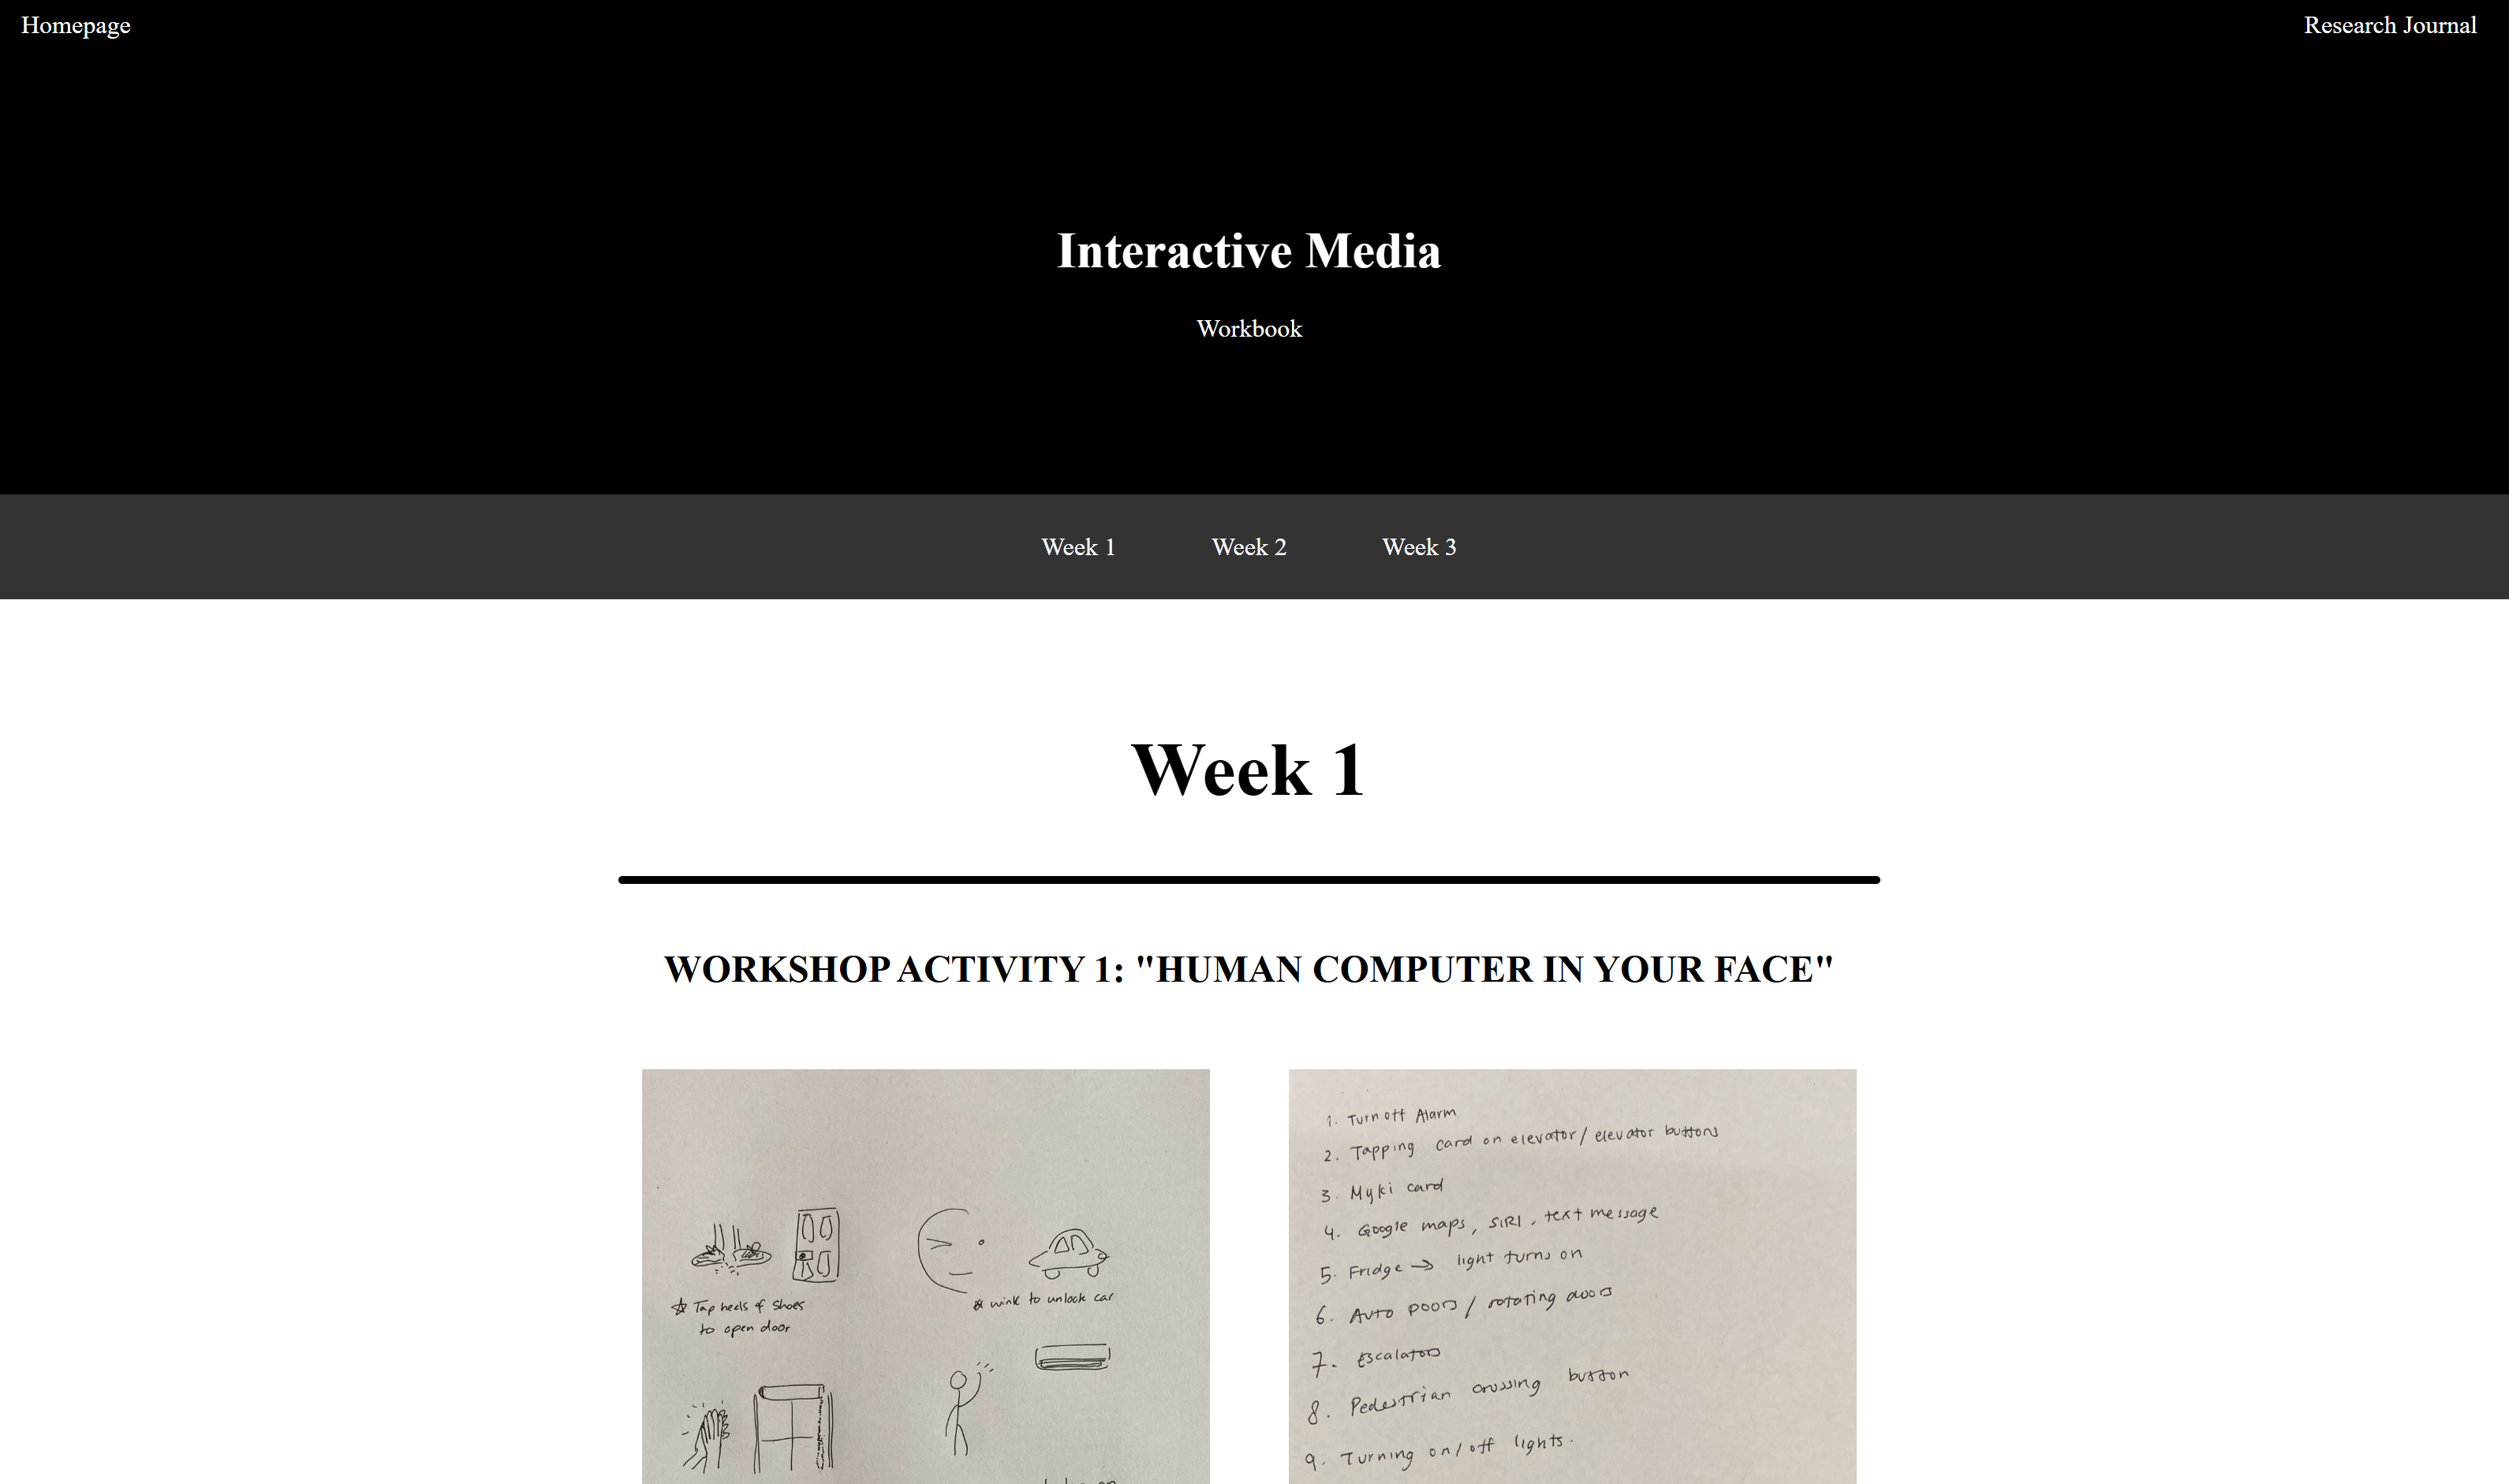 Homepage
Research Journal
Interactive Media
Workbook
Week 1
Week 2
Week 3
Week 1
WORKSHOP ACTIVITY 1: "HUMAN COMPUTER IN YOUR FACE"
Tap heels of shoes
to open door
wink to unlock car
1. Turn off Alarm
2. Tapping card on elevator/ elevator buttons
3. Myki card
4. Google maps, SIRI, text message
5. Fridge → light turns on
6. Auto Doors / rotating doors
7. Escalators
8. Pedestrian crossing button
9. Turning on/off lights.